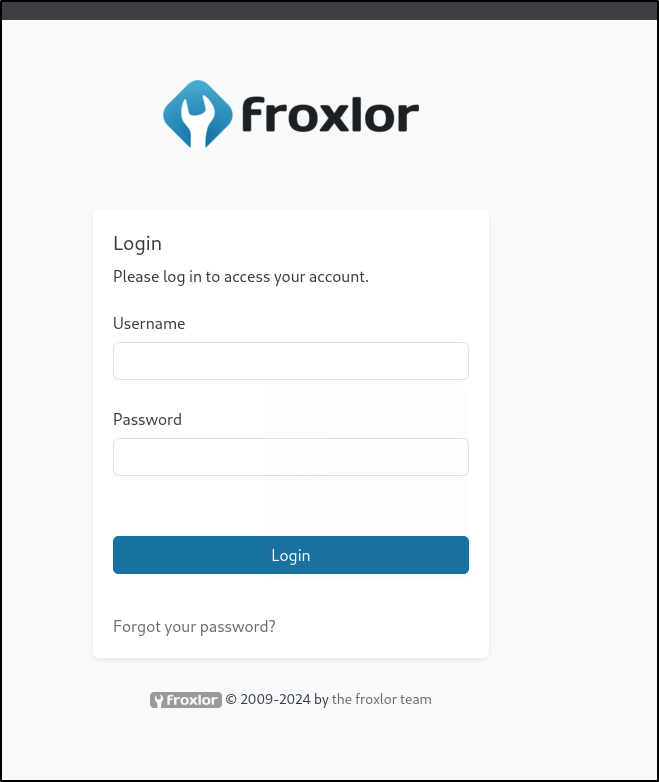 froxlor
Login
Please log in to access your account.
Username
Password
Login
Forgot your password?
froxlor © 2009-2024 by the froxlor team